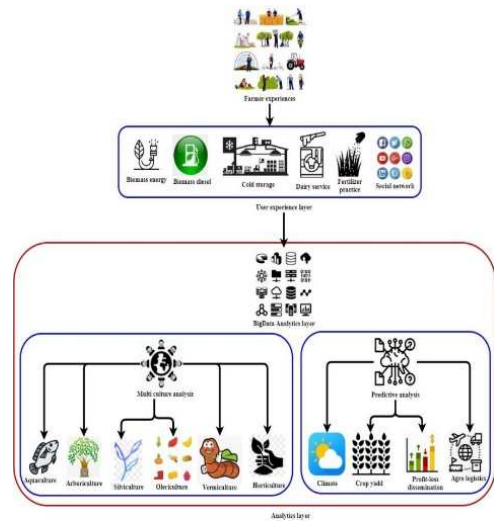 Farmer experiences
Biomass energy
Biomass diesel
Cold storage
Dairy service
Fertilizer
practice
Social network
User experience layer
BigData Analytics layer
Multi culture analysis
Predictive analysis
Aquaculture
Arboriculture
Silviculture
Olericulture
Vermiculture
Horticulture
Climate
Crop yield
Profit-loss
dissemination
Agro logistics
Analytics layer